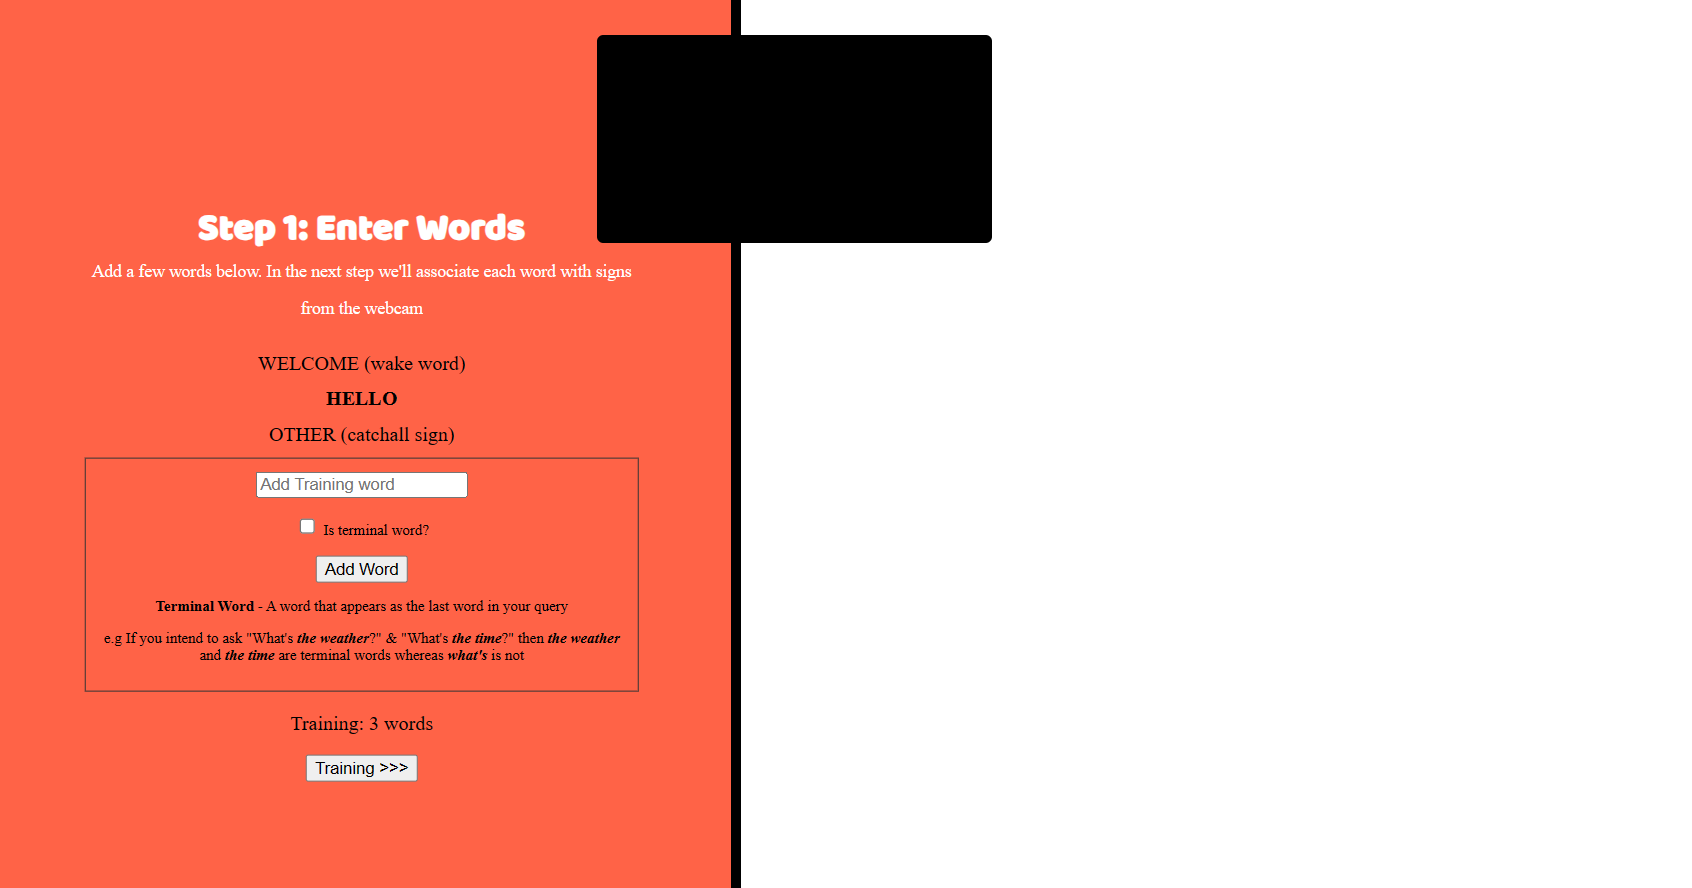 Step 1: Enter Words
Add a few words below. In the next step we'll associate each word with signs
from the webcam
WELCOME (wake word)
HELLO
OTHER (catchall sign)
Add Training word
Is terminal word?
Add Word
Terminal Word - A word that appears as the last word in your query
e.g If you intend to ask "What's the weather?" & "What's the time?" then the weather
and the time are terminal words whereas what's is not
Training: 3 words
Training >>>